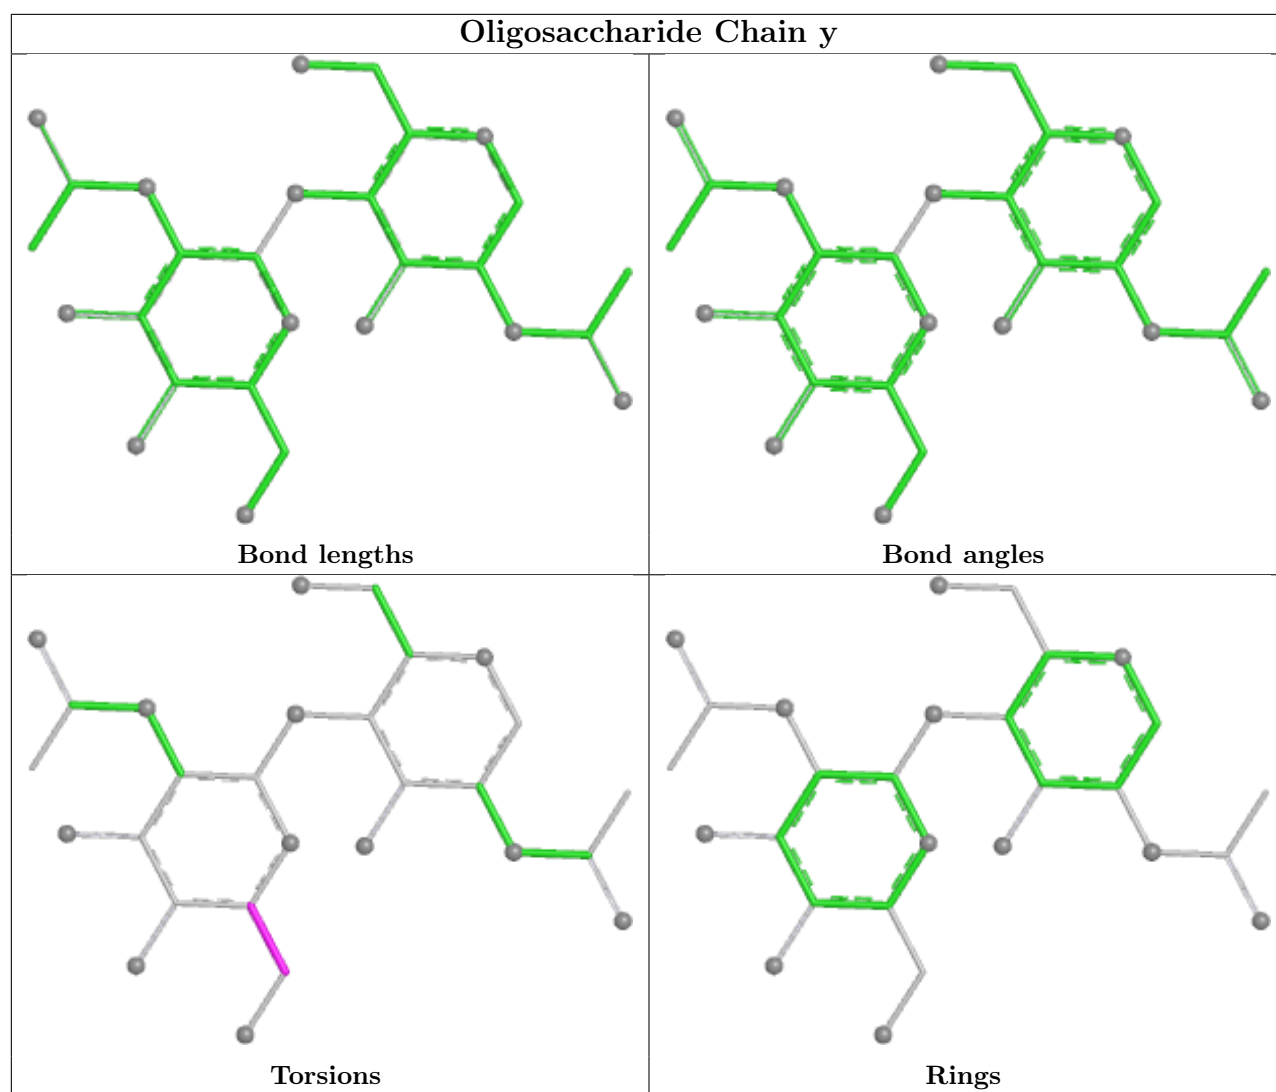 Oligosaccharide Chain y
Bond lengths
Bond angles
Torsions
Rings